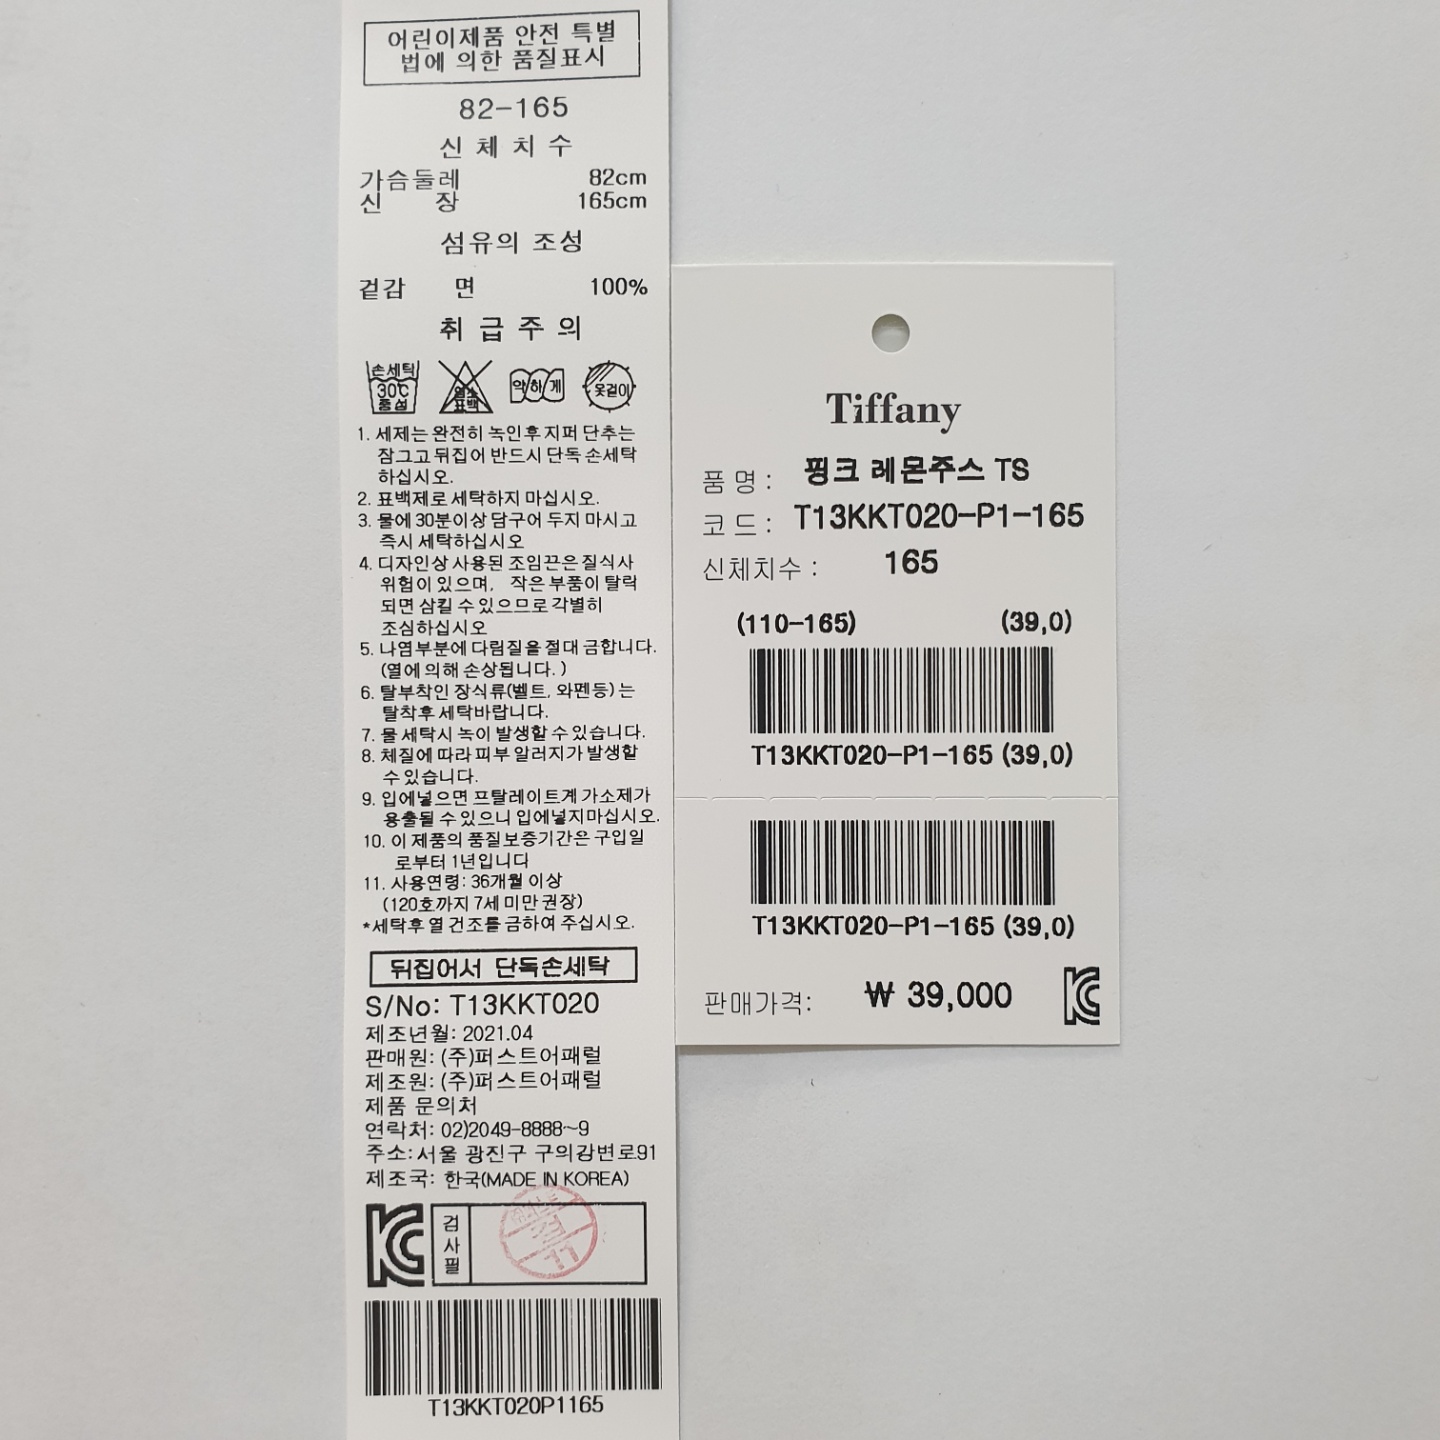 어린이제품 안전 특별
법에 의한 품질표시
82-165
신 체 치 수
가슴둘레 82cm
신 장 165cm
섬유의 조성
겉감 면 100%
취 급 주 의
손세탁
30℃
중성
염소
표백
약하게
옷걸이
1. 세제는 완전히 녹인후 지퍼 단추는
잠그고 뒤집어 반드시 단독 손세탁
하십시오.
2. 표백제로 세탁하지 마십시오.
3. 물에 30분이상 담구어 두지 마시고
즉시 세탁하십시오
4. 디자인상 사용된 조임끈은 질식사
위험이 있으며, 작은 부품이 탈락
되면 삼킬 수 있으므로 각별히
조심하십시오
5. 나염부분에 다림질을 절대 금합니다.
(열에 의해 손상됩니다. )
6. 탈부착인 장식류(벨트, 와펜등) 는
탈착후 세탁바랍니다.
7. 물 세탁시 녹이 발생할 수 있습니다.
8. 체질에 따라 피부 알러지가 발생할
수 있습니다.
9. 입에넣으면 프탈레이트계 가소제가
용출될 수 있으니 입에넣지마십시오.
10. 이 제품의 품질보증기간은 구입일
로부터 1년입니다
11. 사용연령: 36개월 이상
(120호까지 7세 미만 권장)
*세탁후 열 건조를 금하여 주십시오.
뒤집어서 단독손세탁
S/No: T13KKT020
제조년월: 2021.04
판매원: (주)퍼스트어패럴
제조원: (주)퍼스트어패럴
제품 문의처
연락처: 02)2049-8888~9
주소: 서울 광진구 구의강변로91
제조국: 한국(MADE IN KOREA)
KC
검사필
T13KKT020P1165
Tiffany
품 명 : 핑크 레몬주스 TS
코 드 : T13KKT020-P1-165
신체치수 : 165
(110-165) (39,0)
T13KKT020-P1-165 (39,0)
T13KKT020-P1-165 (39,0)
판매가격: ₩ 39,000
KC